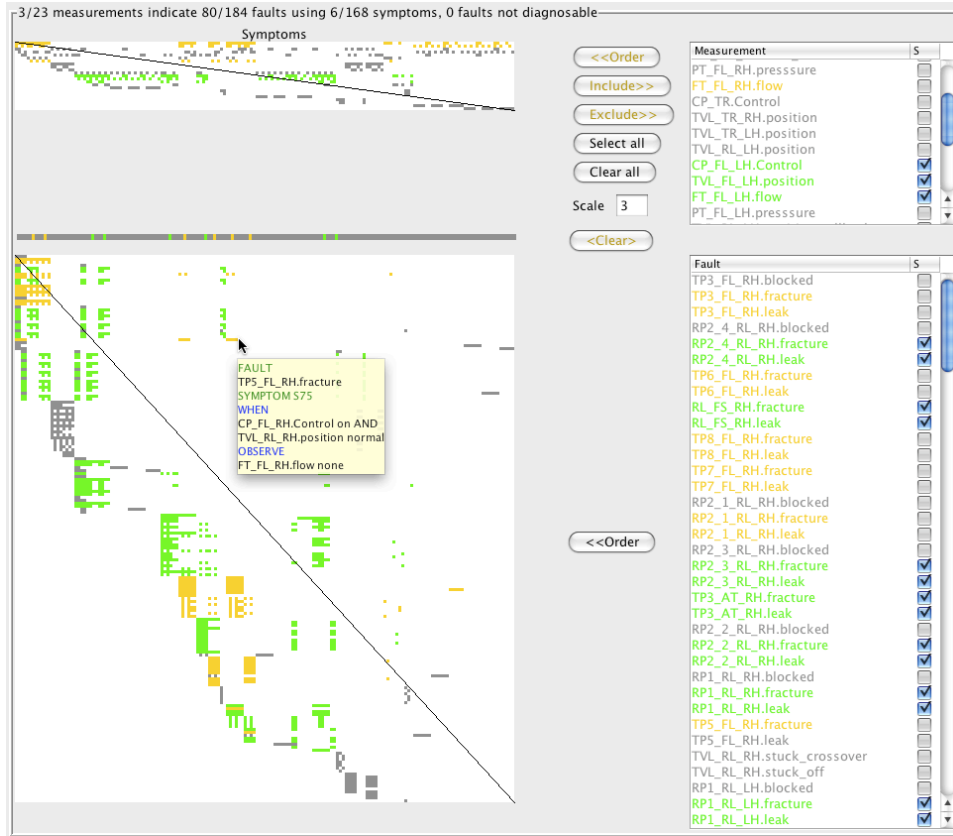 3/23 measurements indicate 80/184 faults using 6/168 symptoms, 0 faults not diagnosable
Symptoms
<<Order
Include>>
Exclude>>
Select all
Clear all
Scale 3
<Clear>
Measurement S
PT_FL_RH.presssure
FT_FL_RH.flow
CP_TR.Control
TVL_TR_RH.position
TVL_TR_LH.position
TVL_RL_LH.position
CP_FL_LH.Control
TVL_FL_LH.position
FT_FL_LH.flow
PT_FL_LH.presssure
FAULT
TP5_FL_RH.fracture
SYMPTOM S75
WHEN
CP_FL_RH.Control on AND
TVL_RL_RH.position normal
OBSERVE
FT_FL_RH.flow none
<<Order
Fault S
TP3_FL_RH.blocked
TP3_FL_RH.fracture
TP3_FL_RH.leak
RP2_4_RL_RH.blocked
RP2_4_RL_RH.fracture
RP2_4_RL_RH.leak
TP6_FL_RH.fracture
TP6_FL_RH.leak
RL_FS_RH.fracture
RL_FS_RH.leak
TP8_FL_RH.fracture
TP8_FL_RH.leak
TP7_FL_RH.fracture
TP7_FL_RH.leak
RP2_1_RL_RH.blocked
RP2_1_RL_RH.fracture
RP2_1_RL_RH.leak
RP2_3_RL_RH.blocked
RP2_3_RL_RH.fracture
RP2_3_RL_RH.leak
TP3_AT_RH.fracture
TP3_AT_RH.leak
RP2_2_RL_RH.blocked
RP2_2_RL_RH.fracture
RP2_2_RL_RH.leak
RP1_RL_RH.blocked
RP1_RL_RH.fracture
RP1_RL_RH.leak
TP5_FL_RH.fracture
TP5_FL_RH.leak
TVL_RL_RH.stuck_crossover
TVL_RL_RH.stuck_off
RP1_RL_LH.blocked
RP1_RL_LH.fracture
RP1_RL_LH.leak